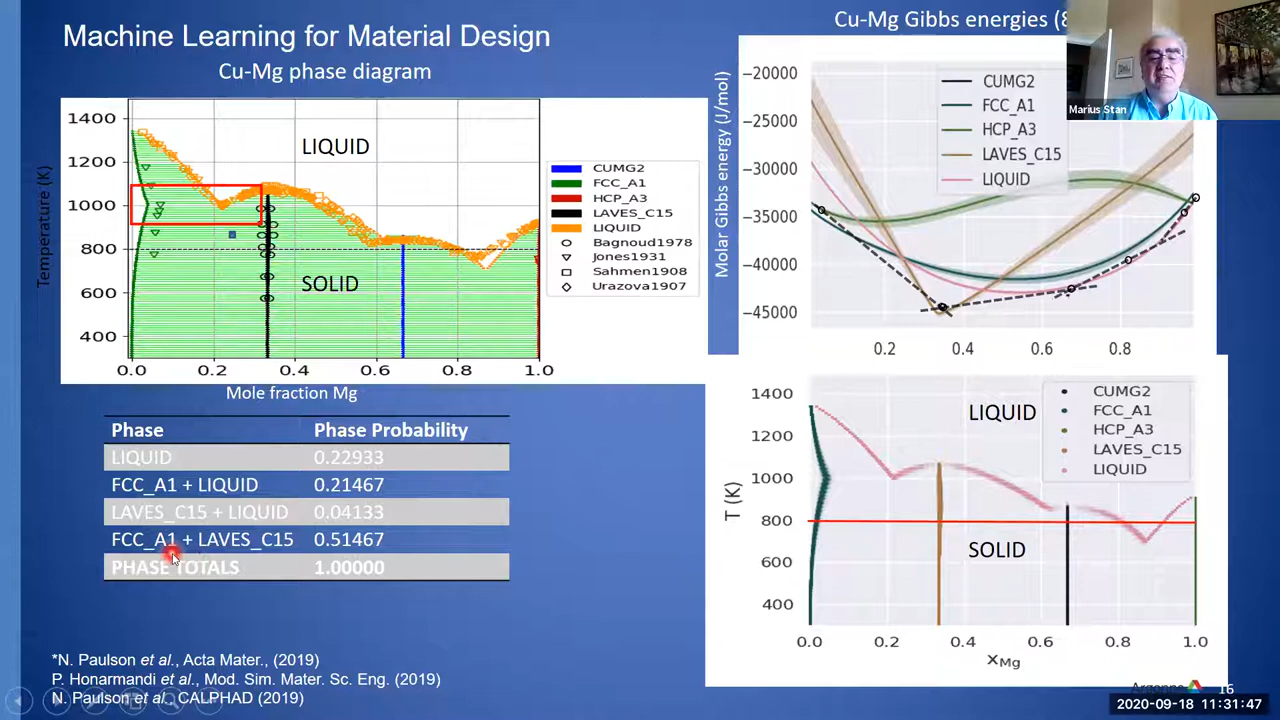 Machine Learning for Material Design
Cu-Mg phase diagram
1400
1200
1000
800
600
400
Temperature (K)
LIQUID
SOLID
0.0 0.2 0.4 0.6 0.8 1.0
Mole fraction Mg
CUMG2
FCC_A1
HCP_A3
LAVES_C15
LIQUID
Bagnoud1978
Jones1931
Sahmen1908
Urazova1907
Phase Phase Probability
LIQUID 0.22933
FCC_A1 + LIQUID 0.21467
LAVES_C15 + LIQUID 0.04133
FCC_A1 + LAVES_C15 0.51467
PHASE TOTALS 1.00000
*N. Paulson et al., Acta Mater., (2019)
P. Honarmandi et al., Mod. Sim. Mater. Sc. Eng. (2019)
N. Paulson et al., CALPHAD (2019)
Cu-Mg Gibbs energies (8
Molar Gibbs energy (J/mol)
−20000
−25000
−30000
−35000
−40000
−45000
CUMG2
FCC_A1
HCP_A3
LAVES_C15
LIQUID
0.2 0.4 0.6 0.8
Marius Stan
T (K)
1400
1200
1000
800
600
400
LIQUID
SOLID
CUMG2
FCC_A1
HCP_A3
LAVES_C15
LIQUID
0.0 0.2 0.4 0.6 0.8 1.0
XMg
16
2020-09-18 11:31:47